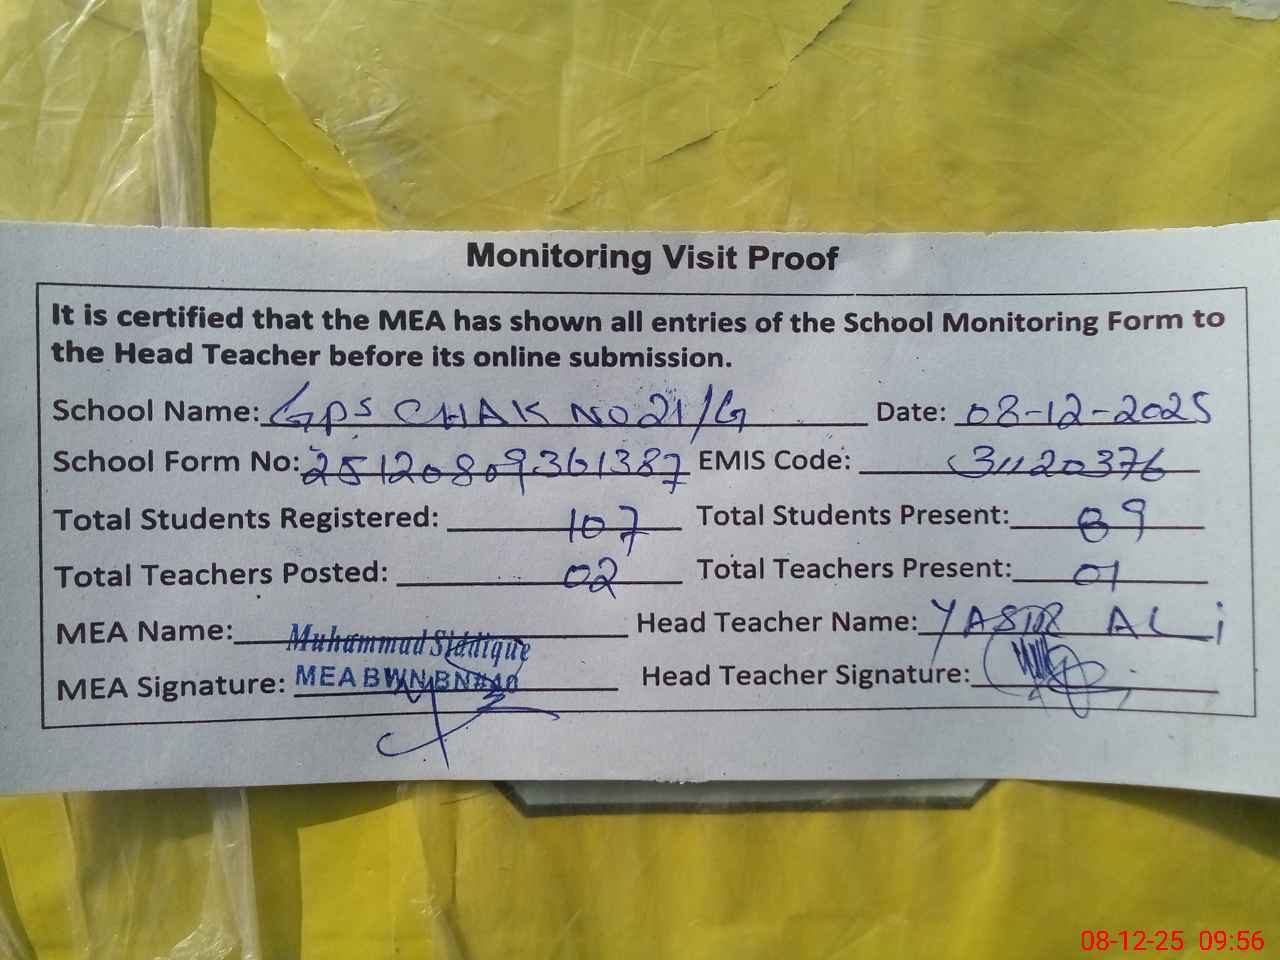 Monitoring Visit Proof
It is certified that the MEA has shown all entries of the School Monitoring Form to
the Head Teacher before its online submission.
School Name: GPS CHAK NO 21/G Date: 08-12-2025
School Form No: 25120809361387 EMIS Code: 31120376
Total Students Registered: 107 Total Students Present: 89
Total Teachers Posted: 02 Total Teachers Present: 01
MEA Name: Muhammad Siddique Head Teacher Name: YASIR ALi
MEA Signature: MEA BWN BN Head Teacher Signature:
08-12-25 09:56